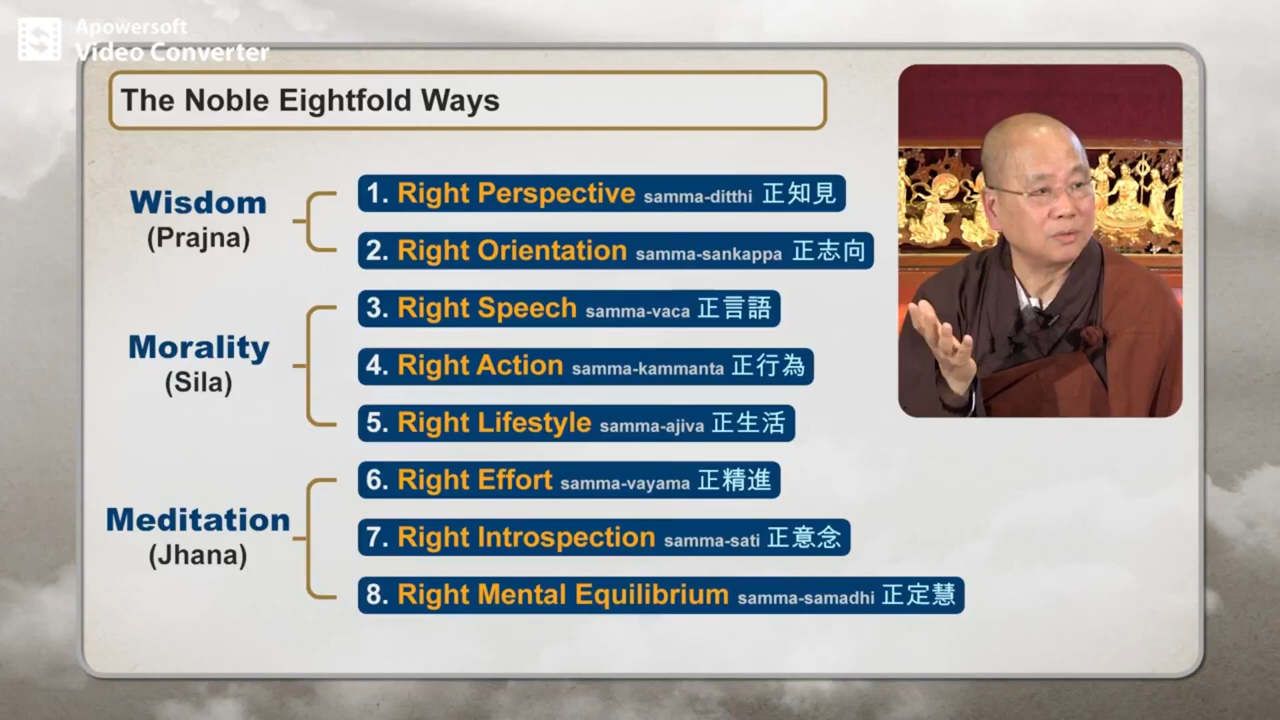 Apowersoft
Video Converter
The Noble Eightfold Ways
Wisdom
(Prajna)
1. Right Perspective samma-ditthi 正知見
2. Right Orientation samma-sankappa 正志向
Morality
(Sila)
3. Right Speech samma-vaca 正言語
4. Right Action samma-kammanta 正行為
5. Right Lifestyle samma-ajiva 正生活
Meditation
(Jhana)
6. Right Effort samma-vayama 正精進
7. Right Introspection samma-sati 正意念
8. Right Mental Equilibrium samma-samadhi 正定慧